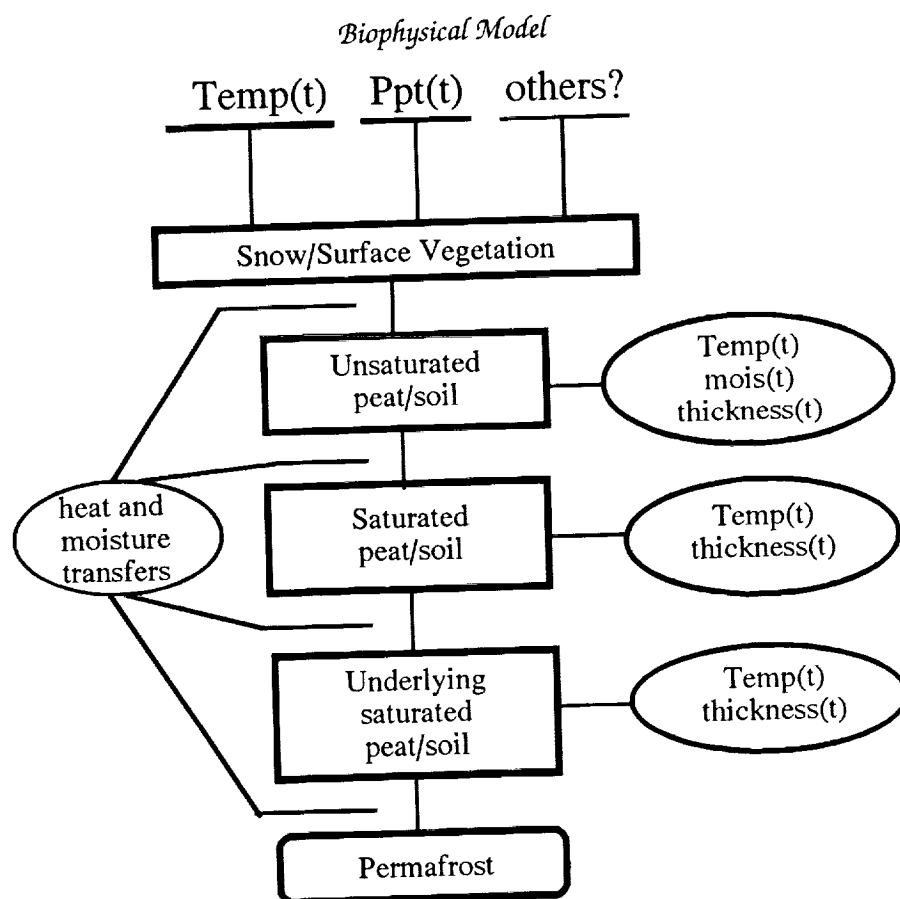 Biophysical Model
Temp(t) Ppt(t) others?
Snow/Surface Vegetation
Unsaturated
peat/soil
Temp(t)
mois(t)
thickness(t)
heat and
moisture
transfers
Saturated
peat/soil
Temp(t)
thickness(t)
Underlying
saturated
peat/soil
Temp(t)
thickness(t)
Permafrost